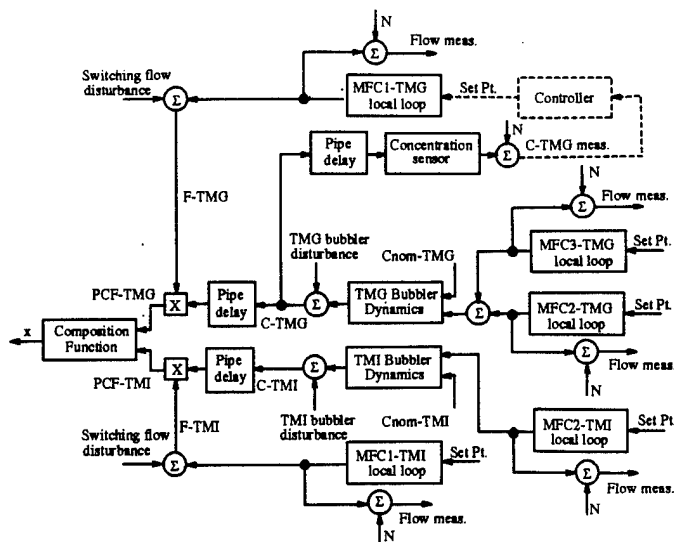 N
Flow meas.
Switching flow
disturbance
Σ
Σ
MFC1-TMG
local loop
Set Pt.
Controller
N
C-TMG meas.
Pipe
delay
Concentration
sensor
Σ
F-TMG
N
Σ
Flow meas.
TMG bubbler
disturbance
Cnom-TMG
MFC3-TMG
local loop
Set Pt.
PCF-TMG
X
Pipe
delay
C-TMG
Σ
TMG Bubbler
Dynamics
Σ
MFC2-TMG
local loop
Set Pt.
x
Composition
Function
PCF-TMI
X
Pipe
delay
C-TMI
Σ
TMI Bubbler
Dynamics
Σ
Flow meas.
N
F-TMI
TMI bubbler
disturbance
Cnom-TMI
MFC2-TMI
local loop
Set Pt.
Switching flow
disturbance
Σ
MFC1-TMI
local loop
Set Pt.
Σ
Flow meas.
N
Σ
Flow meas.
N